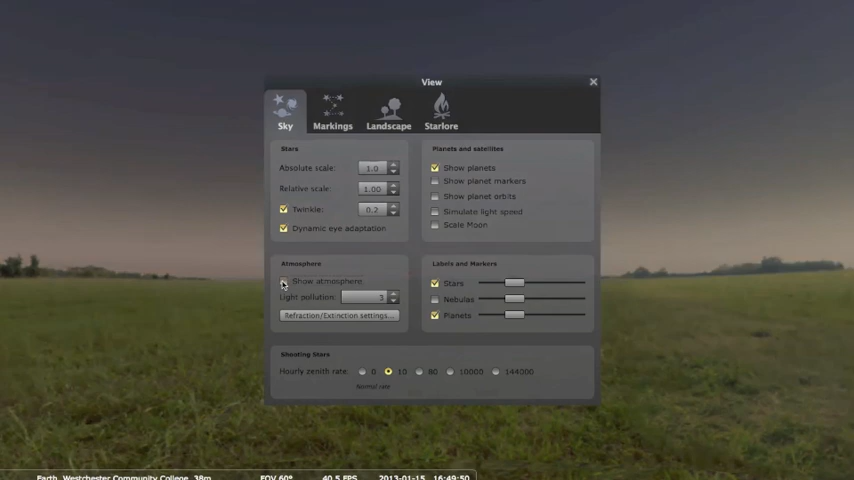 View
Sky
Markings
Landscape
Starlore
Stars
Absolute scale: 1.0
Relative scale: 1.00
Twinkle: 0.2
Dynamic eye adaptation
Planets and satellites
Show planets
Show planet markers
Show planet orbits
Simulate light speed
Scale Moon
Atmosphere
Show atmosphere
Light pollution: 3
Refraction/Extinction settings...
Labels and Markers
Stars
Nebulas
Planets
Shooting Stars
Hourly zenith rate: 0 10 80 10000 144000
Normal rate
Earth, Westchester Community College, 38m FOV 60° 40.5 FPS 2013-01-15 16:49:50